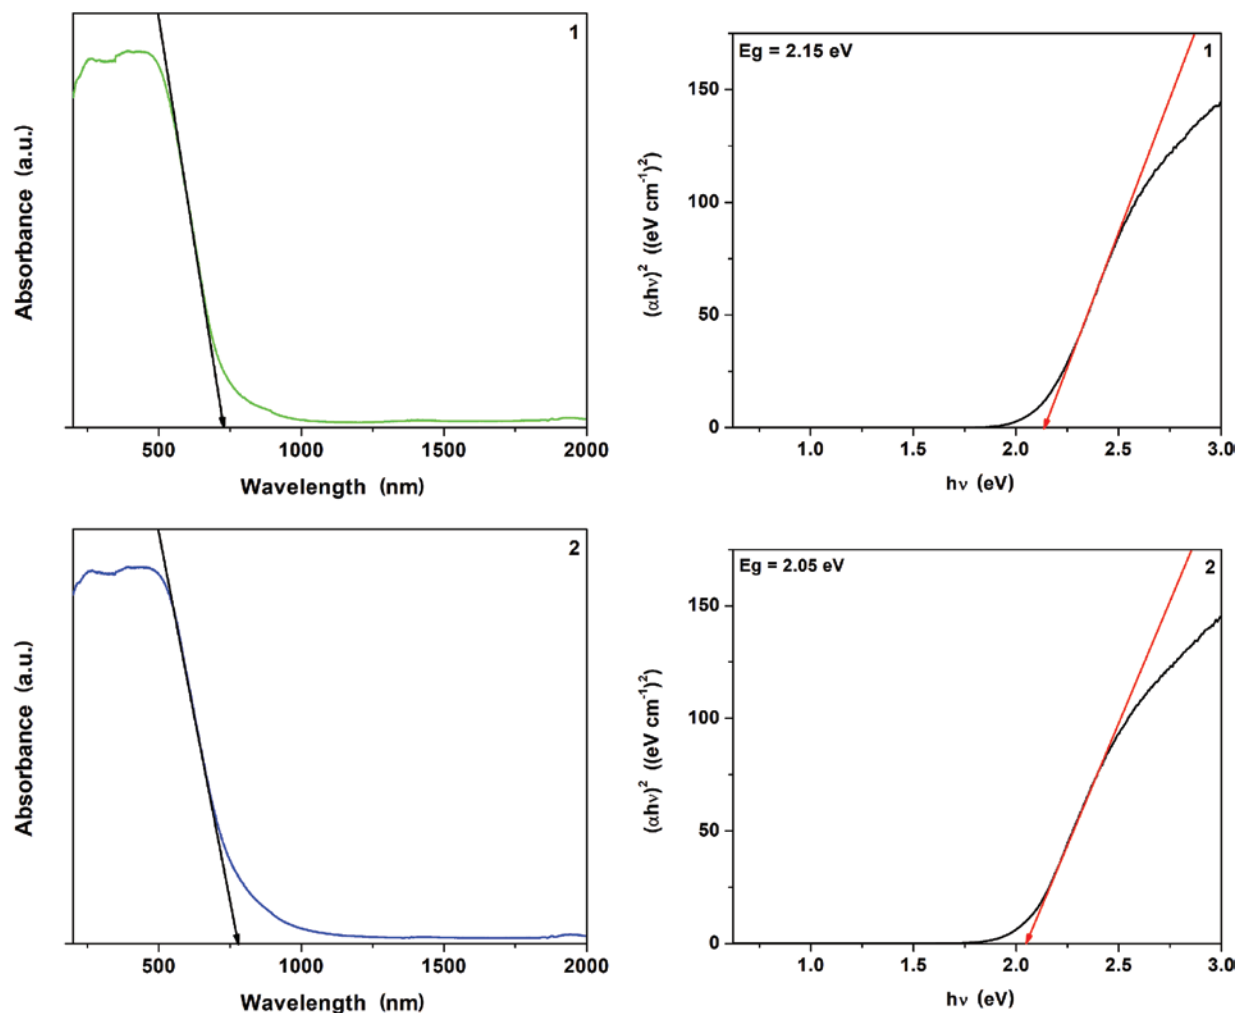 1
Absorbance (a.u.)
500 1000 1500 2000
Wavelength (nm)
Eg = 2.15 eV
1
150
100
50
0
(αhν)² ((eV cm⁻¹)²)
1.0 1.5 2.0 2.5 3.0
hν (eV)
2
Absorbance (a.u.)
500 1000 1500 2000
Wavelength (nm)
Eg = 2.05 eV
2
150
100
50
0
(αhν)² ((eV cm⁻¹)²)
1.0 1.5 2.0 2.5 3.0
hν (eV)